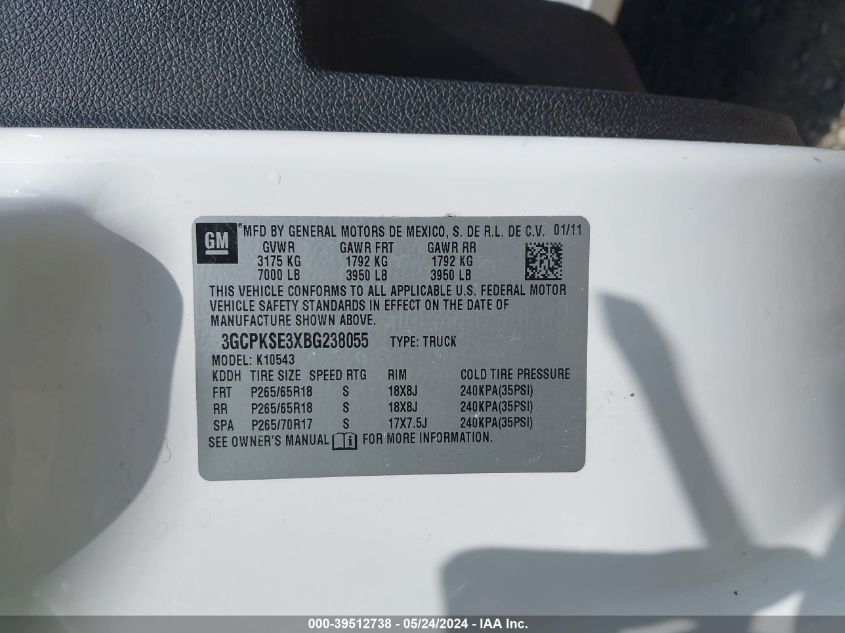 GM ® MFD BY GENERAL MOTORS DE MEXICO, S. DE R.L. DE C.V. 01/11
GVWR GAWR FRT GAWR RR
3175 KG 1792 KG 1792 KG
7000 LB 3950 LB 3950 LB
THIS VEHICLE CONFORMS TO ALL APPLICABLE U.S. FEDERAL MOTOR
VEHICLE SAFETY STANDARDS IN EFFECT ON THE DATE OF
MANUFACTURE SHOWN ABOVE.
3GCPKSE3XBG238055 TYPE: TRUCK
MODEL: K10543
KDDH TIRE SIZE SPEED RTG RIM COLD TIRE PRESSURE
FRT P265/65R18 S 18X8J 240KPA(35PSI)
RR P265/65R18 S 18X8J 240KPA(35PSI)
SPA P265/70R17 S 17X7.5J 240KPA(35PSI)
SEE OWNER'S MANUAL FOR MORE INFORMATION.
000-39512738 - 05/24/2024 - IAA Inc.